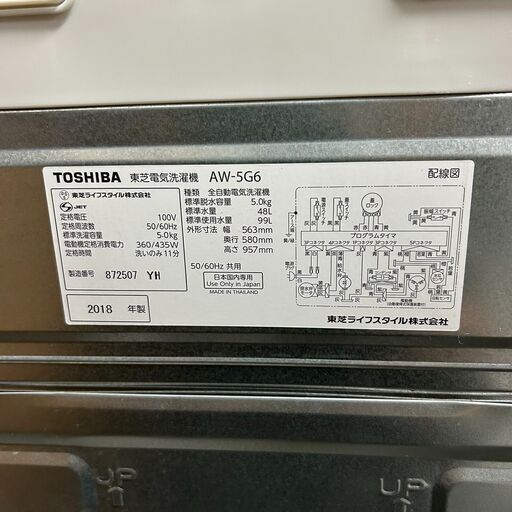 TOSHIBA 東芝電気洗濯機 AW-5G6
配線図
東芝ライフスタイル株式会社
JET
定格電圧 100V
定格周波数 50/60Hz
標準洗濯容量 5.0kg
電動機定格消費電力 360/435W
定格時間 洗いのみ 11分
製造番号 872507 YH
2018 年製
種類 全自動電気洗濯機
標準脱水容量 5.0kg
標準水量 48L
標準使用水量 99L
外形寸法 幅 563mm
奥行 580mm
高さ 957mm
50/60Hz 共用
日本国内専用
Use Only in Japan
MADE IN THAILAND
蓋ロック
プログラムタイマ
東芝ライフスタイル株式会社
UP
UP